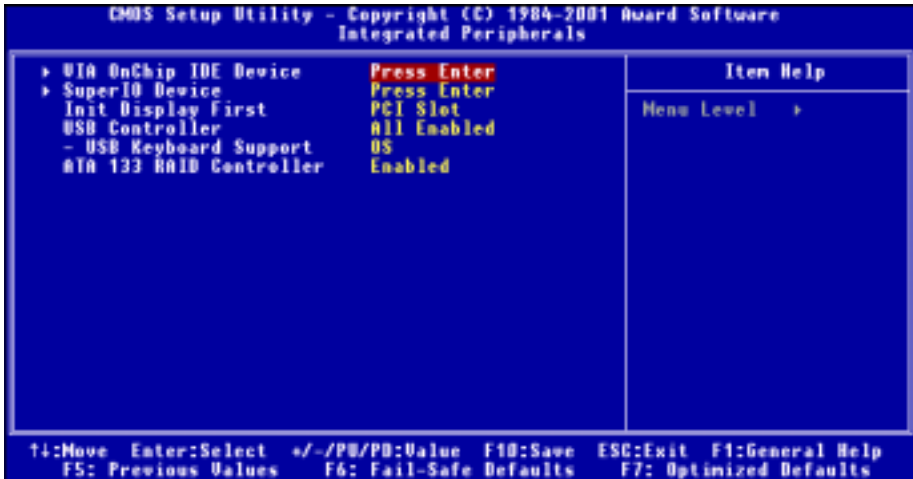 CMOS Setup Utility - Copyright (C) 1984-2001 Award Software
Integrated Peripherals
▸ VIA OnChip IDE Device Press Enter
▸ SuperIO Device Press Enter
Init Display First PCI Slot
USB Controller All Enabled
- USB Keyboard Support OS
ATA 133 RAID Controller Enabled
Item Help
Menu Level ▸
↑↓:Move Enter:Select +/-/PU/PD:Value F10:Save ESC:Exit F1:General Help
F5: Previous Values F6: Fail-Safe Defaults F7: Optimized Defaults